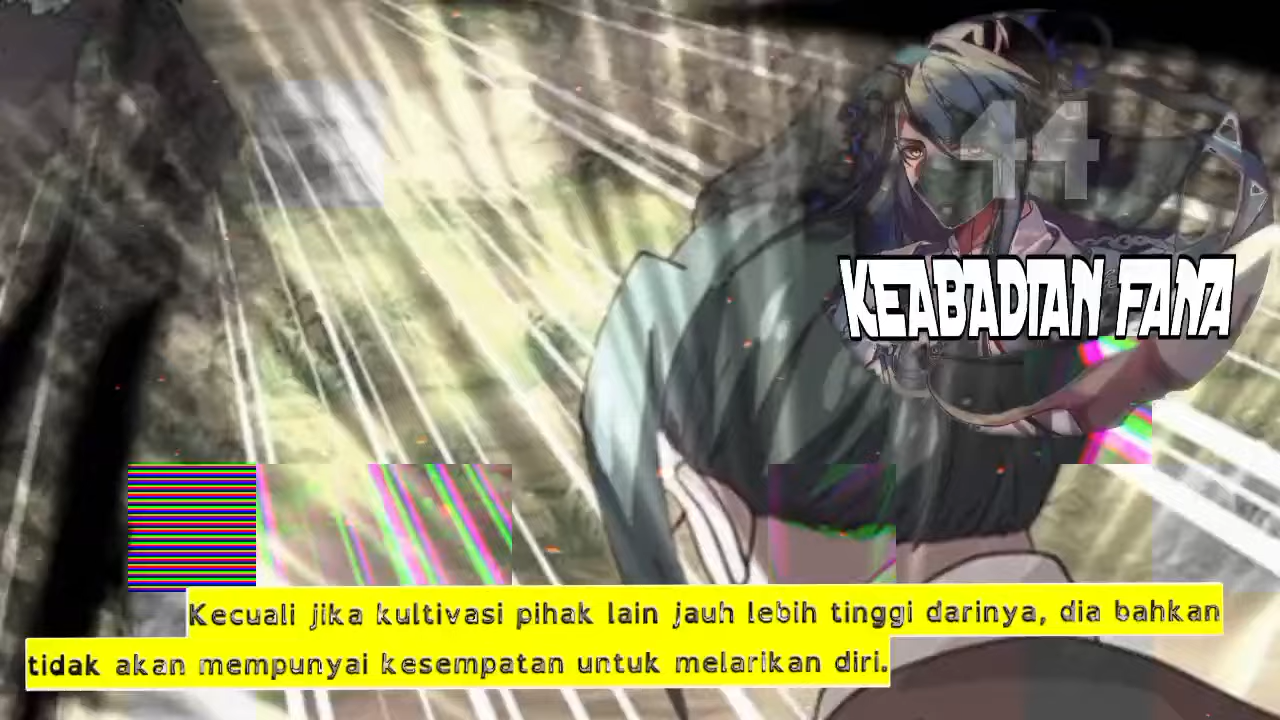 44
KEABADIAN FANA
Kecuali jika kultivasi pihak lain jauh lebih tinggi darinya, dia bahkan
tidak akan mempunyai kesempatan untuk melarikan diri.